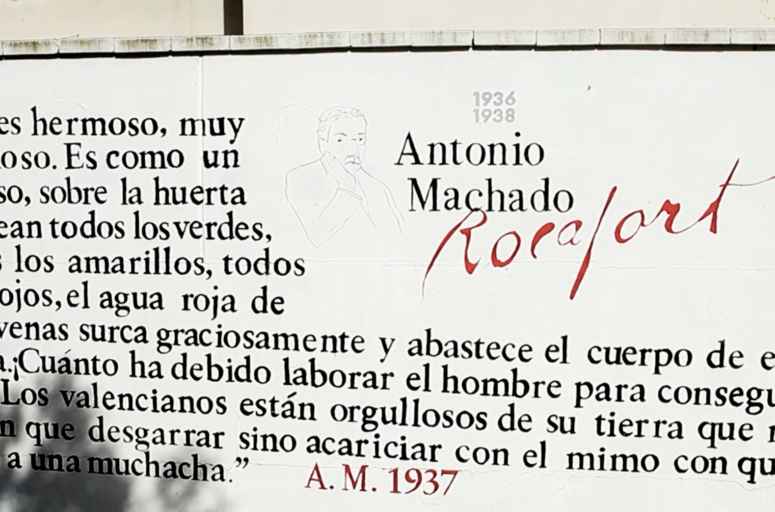 es hermoso, muy
oso. Es como un
so, sobre la huerta
ean todos los verdes,
s los amarillos, todos
ojos, el agua roja de
venas surca graciosamente y abastece el cuerpo de e
a. ¡Cuánto ha debido laborar el hombre para consegu
Los valencianos están orgullosos de su tierra que
n que desgarrar sino acariciar con el mimo con qu
a una muchacha.”
A. M. 1937
1936
1938
Antonio
Machado
Rocafort